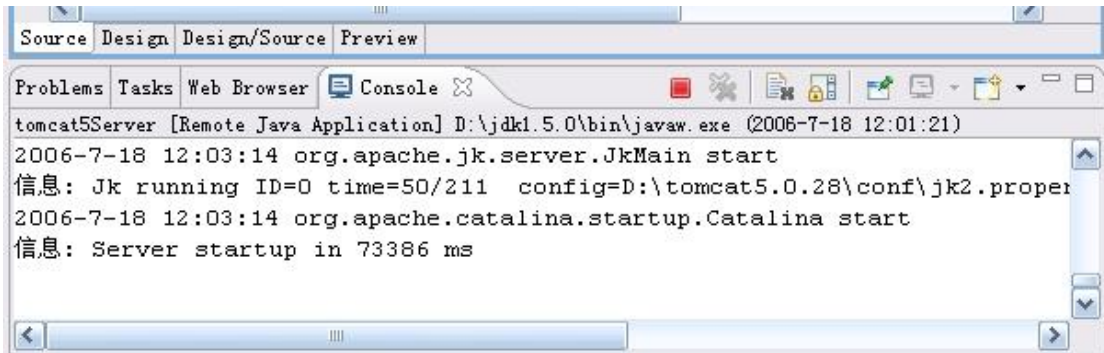 Source Design Design/Source Preview
Problems Tasks Web Browser Console
tomcat5Server [Remote Java Application] D:\jdk1.5.0\bin\javaw.exe (2006-7-18 12:01:21)
2006-7-18 12:03:14 org.apache.jk.server.JkMain start
信息: Jk running ID=0 time=50/211  config=D:\tomcat5.0.28\conf\jk2.proper
2006-7-18 12:03:14 org.apache.catalina.startup.Catalina start
信息: Server startup in 73386 ms